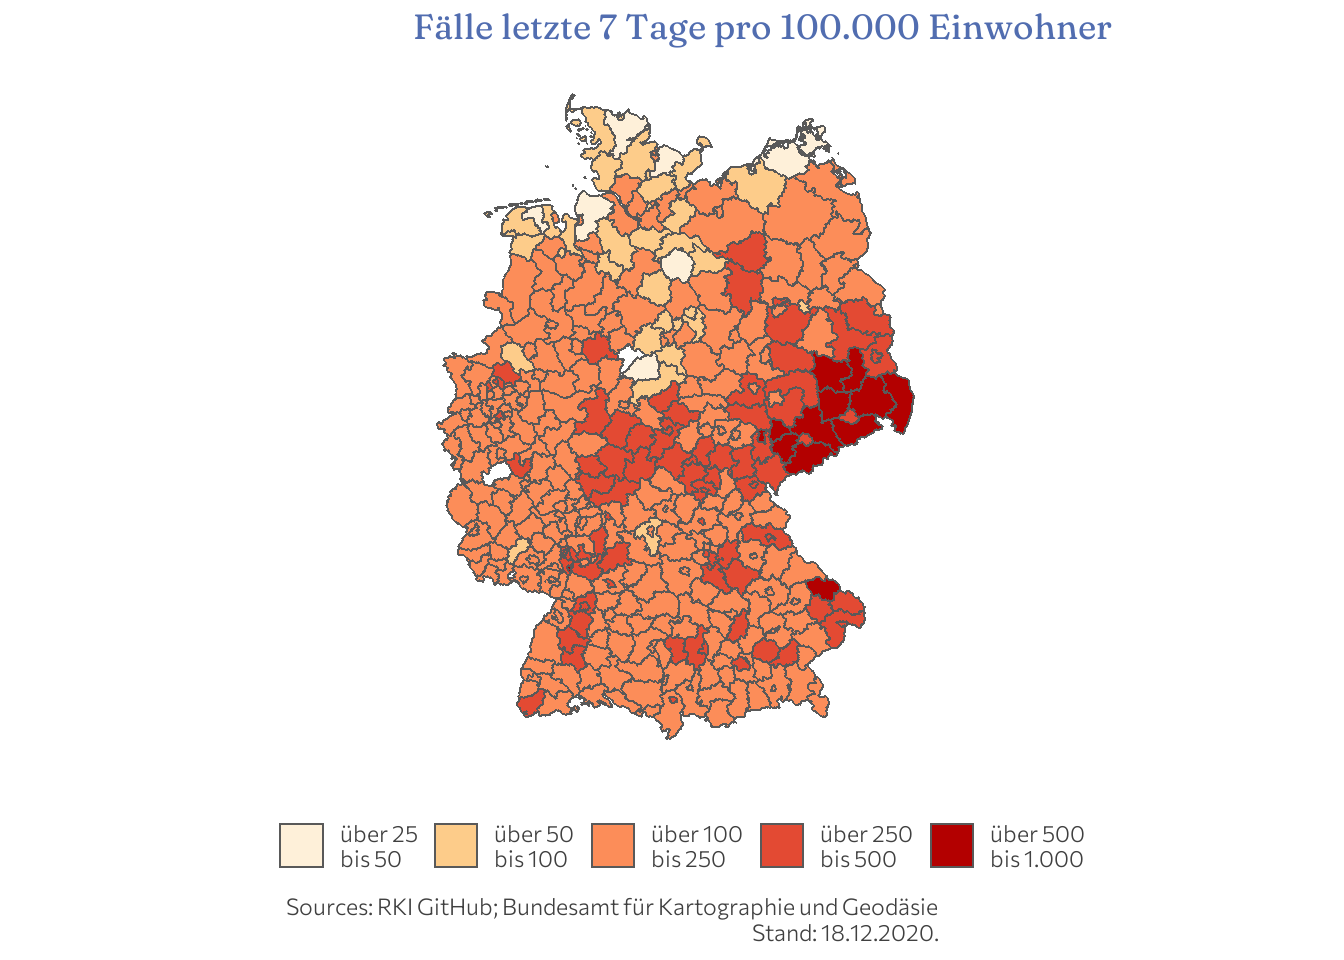 Fälle letzte 7 Tage pro 100.000 Einwohner
über 25
bis 50
über 50
bis 100
über 100
bis 250
über 250
bis 500
über 500
bis 1.000
Sources: RKI GitHub; Bundesamt für Kartographie und Geodäsie
Stand: 18.12.2020.